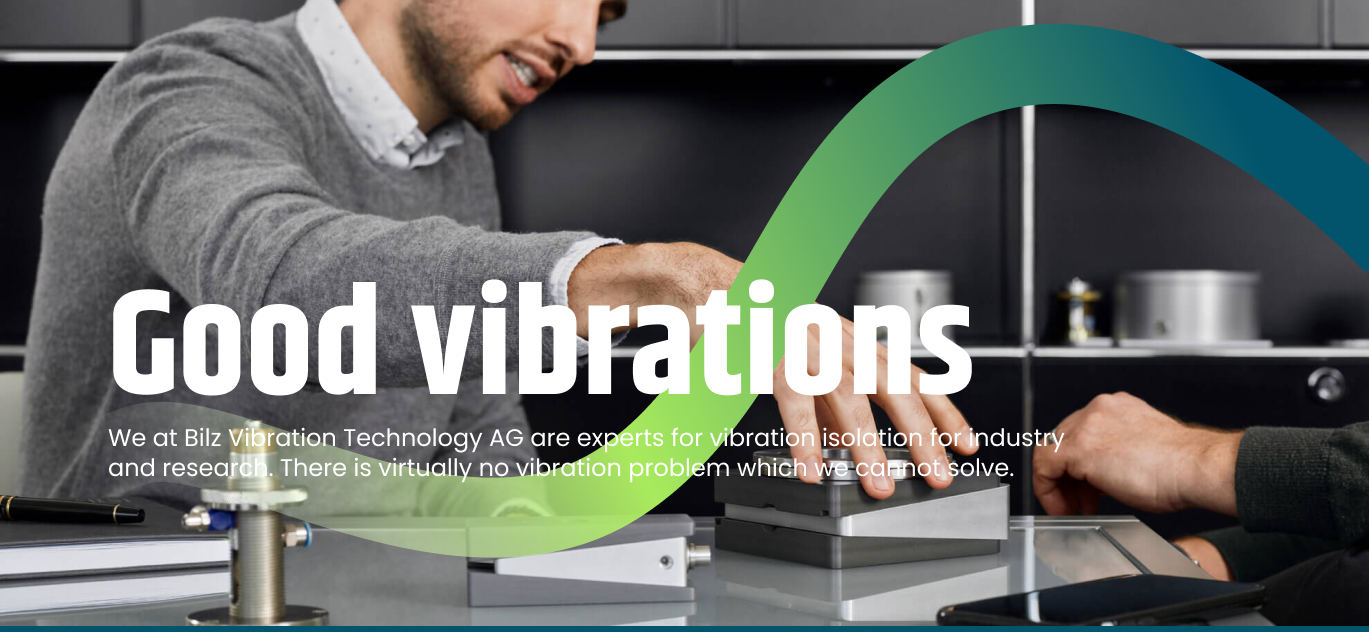 Good vibrations
We at Bilz Vibration Technology AG are experts for vibration isolation for industry
and research. There is virtually no vibration problem which we cannot solve.